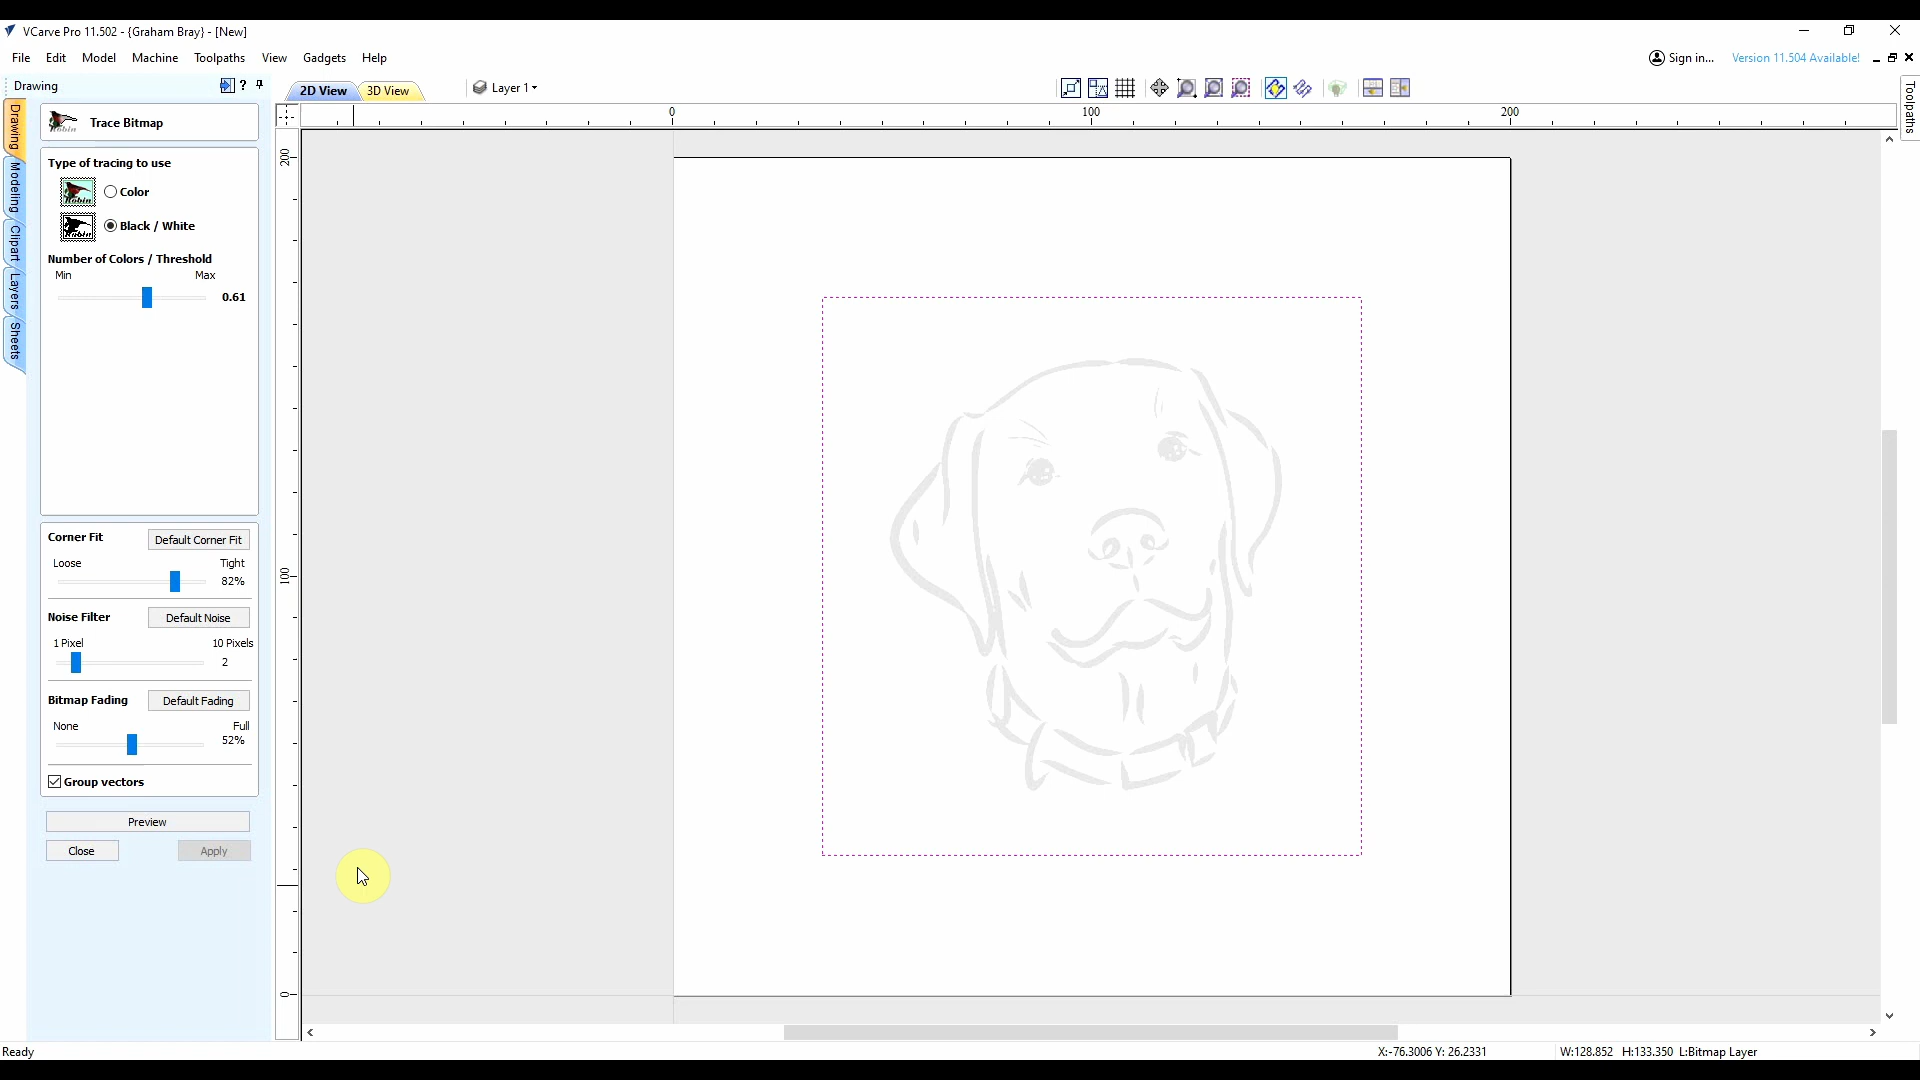 VCarve Pro 11.502 - {Graham Bray} - [New]
File Edit Model Machine Toolpaths View Gadgets Help
Sign in... Version 11.504 Available!
Drawing ?
2D View 3D View Layer 1
Toolpaths
Drawing
Modeling
Clipart
Layers
Sheets
Trace Bitmap
Type of tracing to use
Robin Color
Robin Black / White
Number of Colors / Threshold
Min Max
0.61
Corner Fit Default Corner Fit
Loose Tight
82%
Noise Filter Default Noise
1 Pixel 10 Pixels
2
Bitmap Fading Default Fading
None Full
52%
Group vectors
Preview
Close Apply
0 100 200
200
100
0
Ready X:-76.3006 Y: 26.2331 W:128.852 H:133.350 L:Bitmap Layer